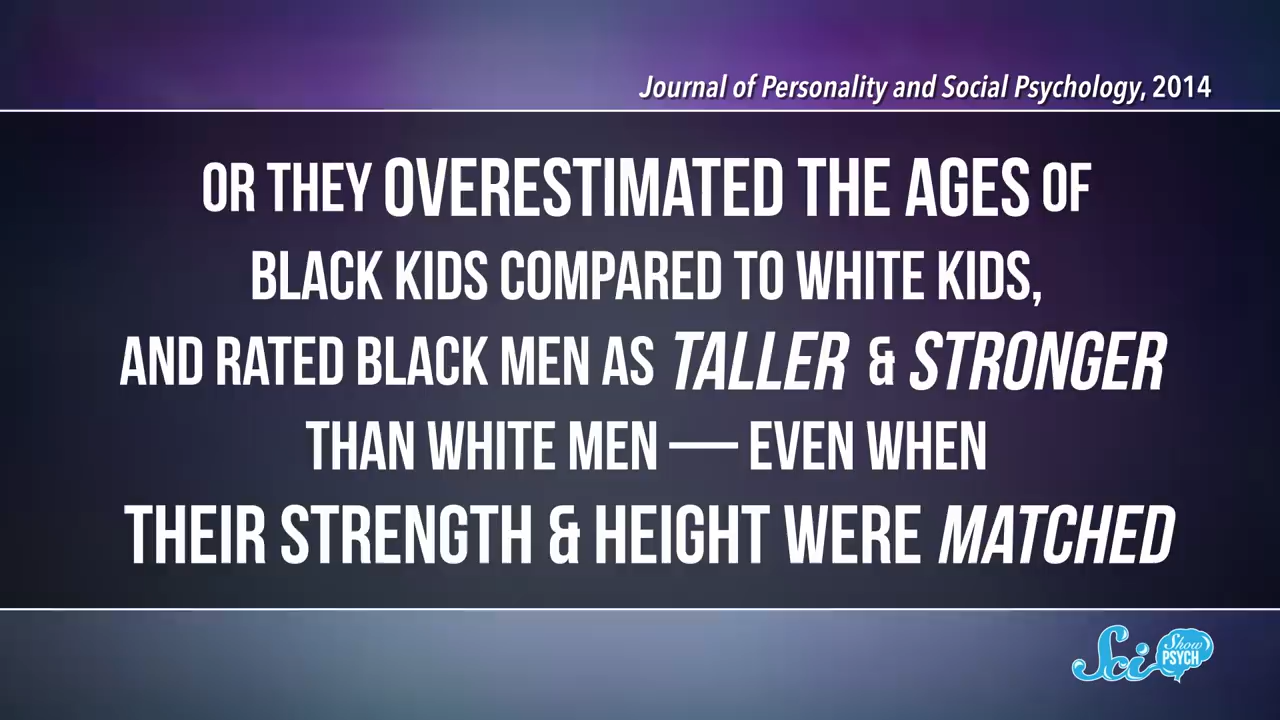 Journal of Personality and Social Psychology, 2014
OR THEY OVERESTIMATED THE AGES OF
BLACK KIDS COMPARED TO WHITE KIDS,
AND RATED BLACK MEN AS TALLER & STRONGER
THAN WHITE MEN — EVEN WHEN
THEIR STRENGTH & HEIGHT WERE MATCHED
Sci Show
PSYCH